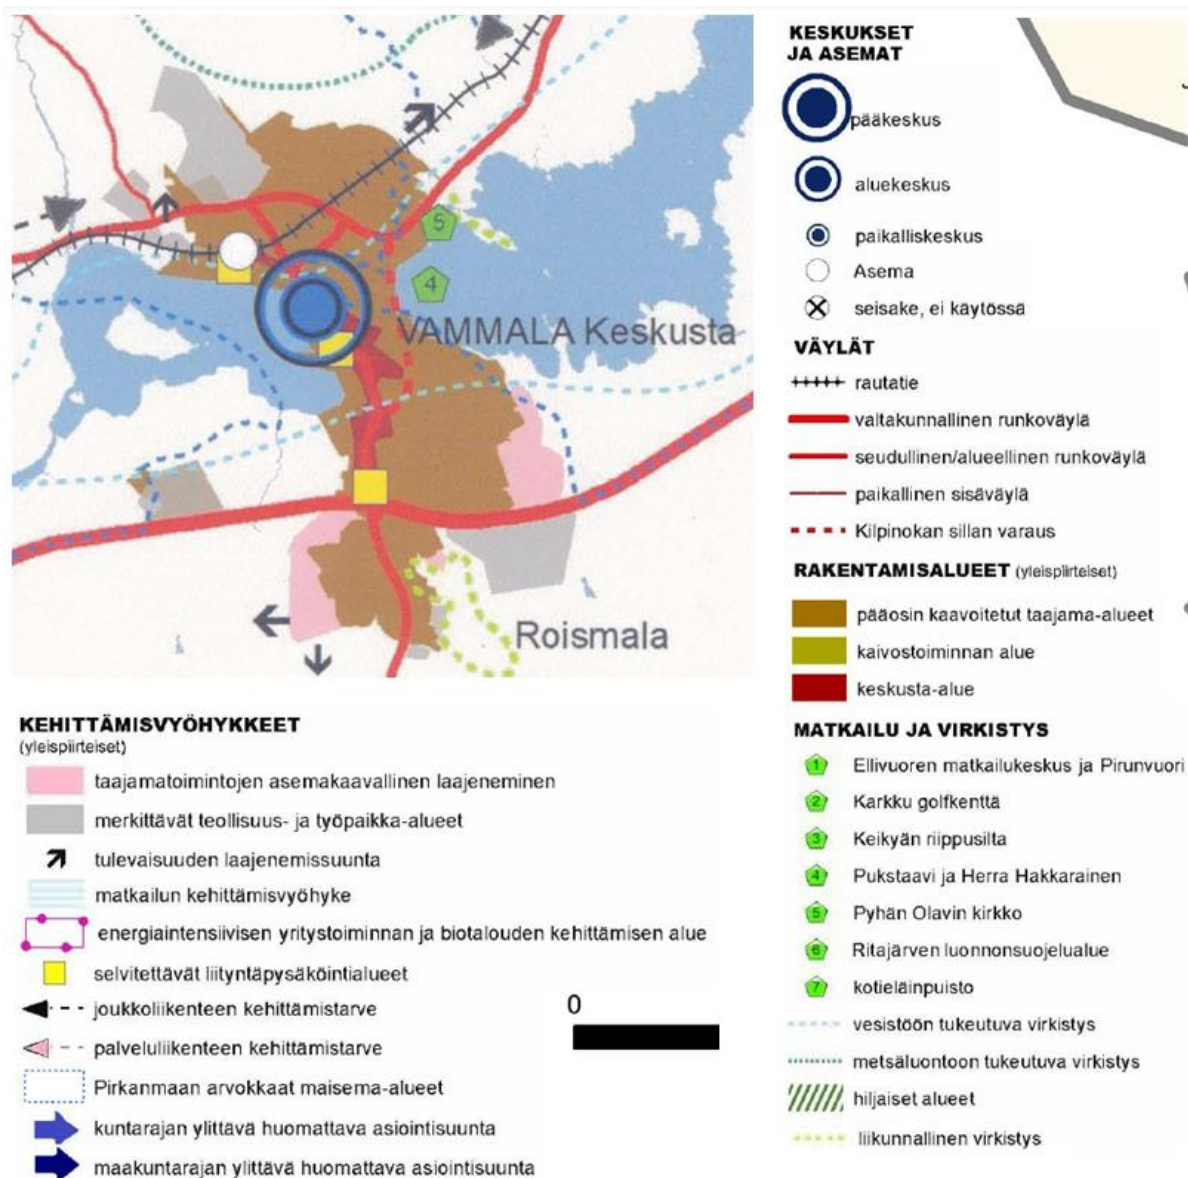 5
4
VAMMALA Keskusta
Roismala
KESKUKSET
JA ASEMAT
pääkeskus
aluekeskus
paikalliskeskus
Asema
seisake, ei käytössä
VÄYLÄT
rautatie
valtakunnallinen runkoväylä
seudullinen/alueellinen runkoväylä
paikallinen sisäväylä
Kilpinokan sillan varaus
RAKENTAMISALUEET (yleispiirteiset)
pääosin kaavoitetut taajama-alueet
kaivostoiminnan alue
keskusta-alue
MATKAILU JA VIRKISTYS
1 Ellivuoren matkailukeskus ja Pirunvuori
2 Karkku golfkenttä
3 Keikyän riippusilta
4 Pukstaavi ja Herra Hakkarainen
5 Pyhän Olavin kirkko
6 Ritajärven luonnonsuojelualue
7 kotieläinpuisto
vesistöön tukeutuva virkistys
metsäluontoon tukeutuva virkistys
hiljaiset alueet
liikunnallinen virkistys
KEHITTÄMISVYÖHYKKEET
(yleispiirteiset)
taajamatoimintojen asemakaavallinen laajeneminen
merkittävät teollisuus- ja työpaikka-alueet
tulevaisuuden laajenemissuunta
matkailun kehittämisvyöhyke
energiaintensiivisen yritystoiminnan ja biotalouden kehittämisen alue
selvitettävät liityntäpysäköintialueet
joukkoliikenteen kehittämistarve
palveluliikenteen kehittämistarve
Pirkanmaan arvokkaat maisema-alueet
kuntarajan ylittävä huomattava asiointisuunta
maakuntarajan ylittävä huomattava asiointisuunta
0